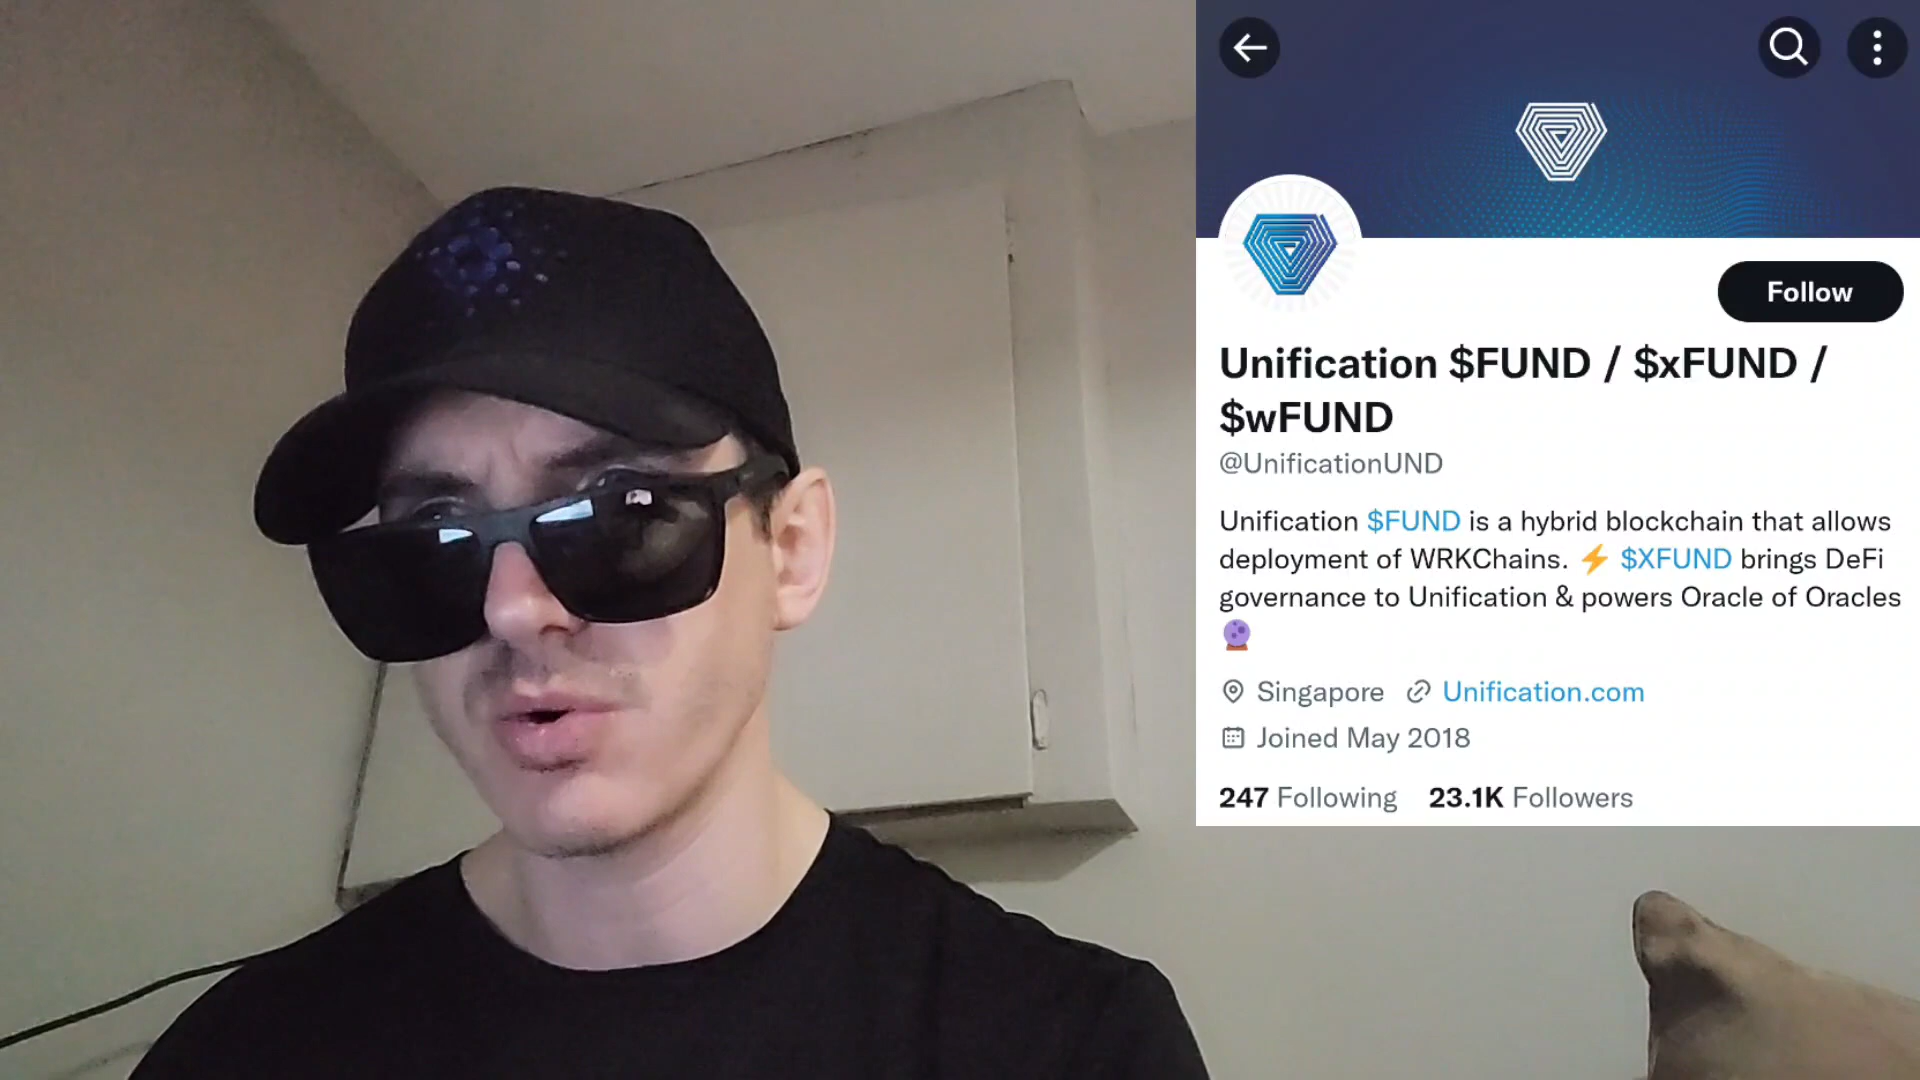 Follow
Unification $FUND / $xFUND /
$wFUND
@UnificationUND
Unification $FUND is a hybrid blockchain that allows
deployment of WRKChains. ⚡ $XFUND brings DeFi
governance to Unification & powers Oracle of Oracles
🔮
Singapore Unification.com
Joined May 2018
247 Following 23.1K Followers